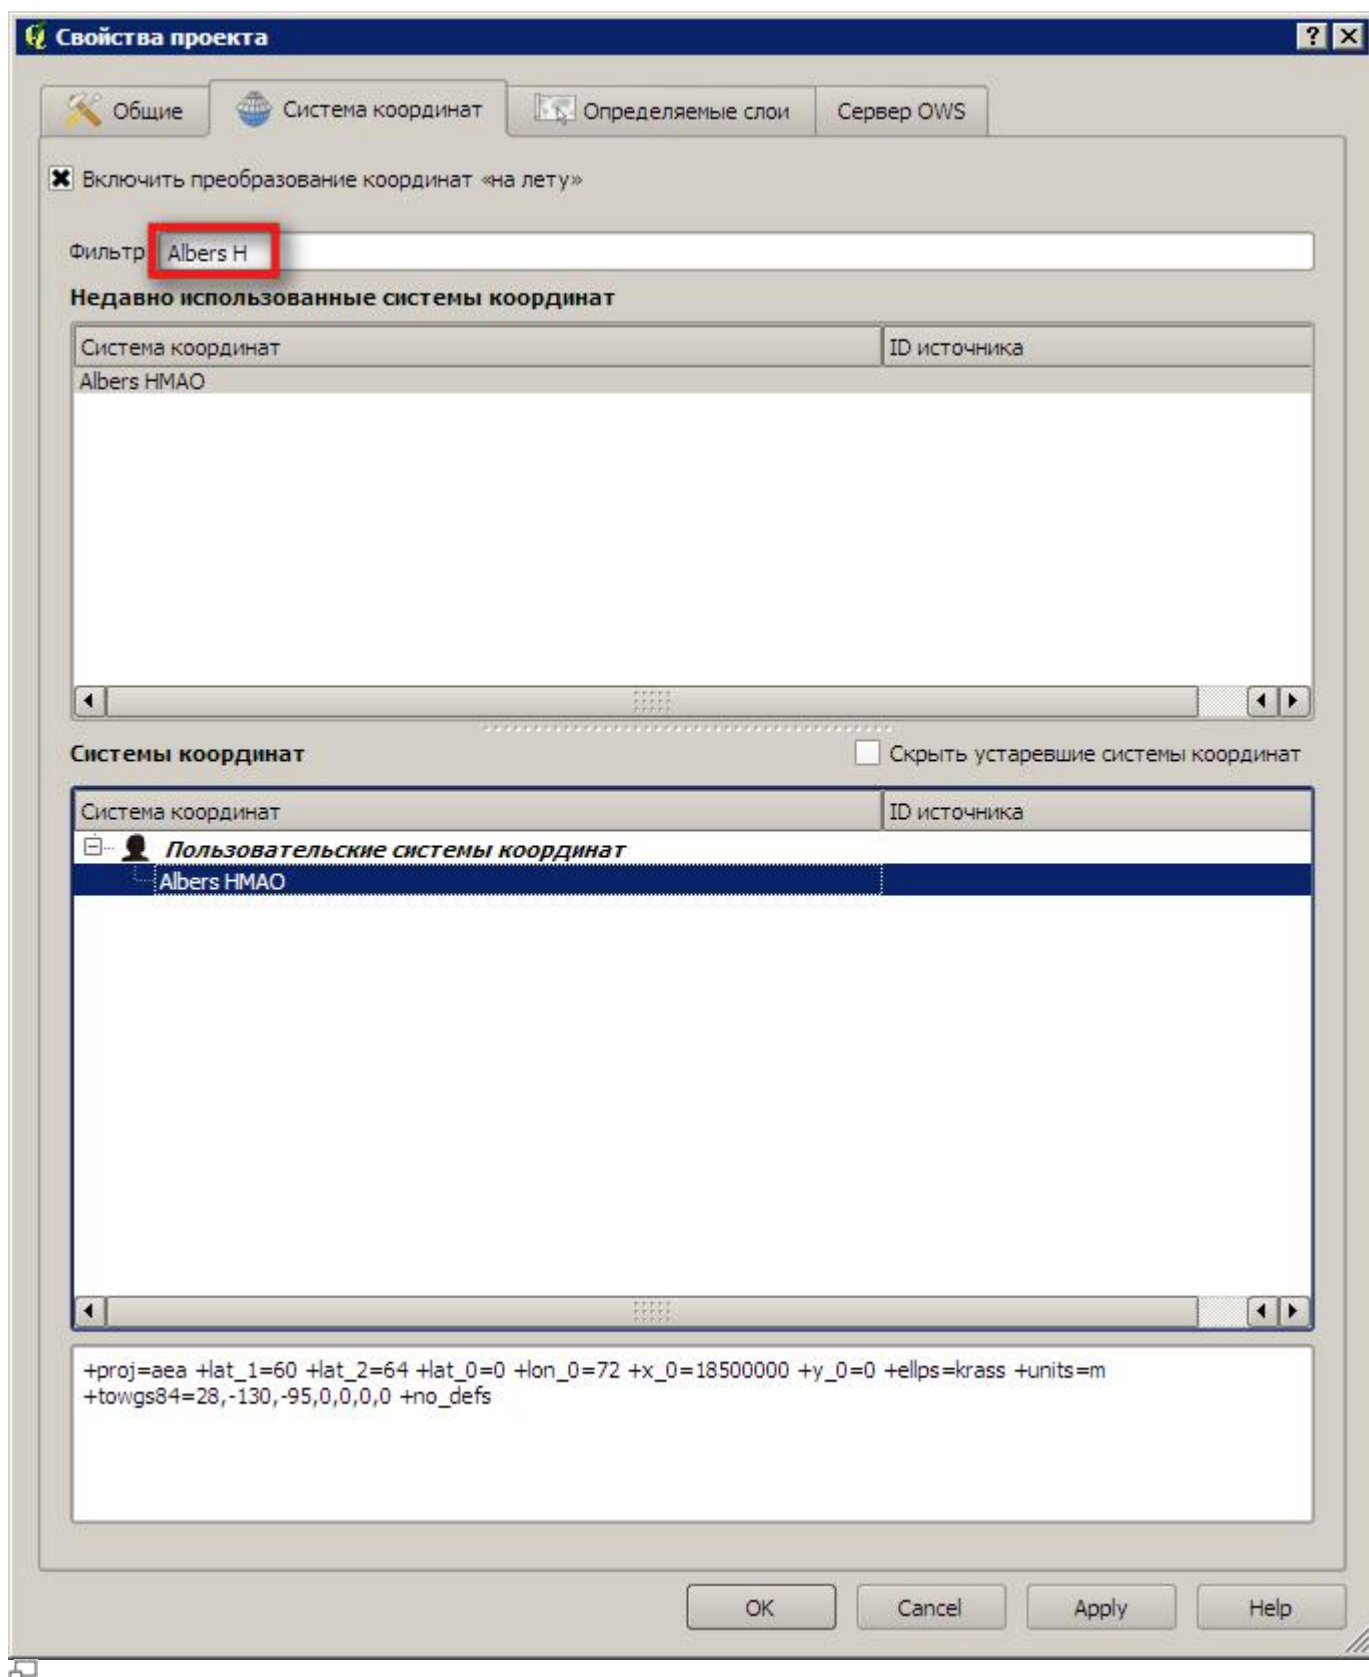 Свойства проекта
Общие
Система координат
Определяемые слои
Сервер OWS
Включить преобразование координат «на лету»
Фильтр Albers H
Недавно использованные системы координат
Система координат ID источника
Albers HMAO
Системы координат Скрыть устаревшие системы координат
Система координат ID источника
Пользовательские системы координат
Albers HMAO
+proj=aea +lat_1=60 +lat_2=64 +lat_0=0 +lon_0=72 +x_0=18500000 +y_0=0 +ellps=krass +units=m
+towgs84=28,-130,-95,0,0,0,0 +no_defs
OK Cancel Apply Help